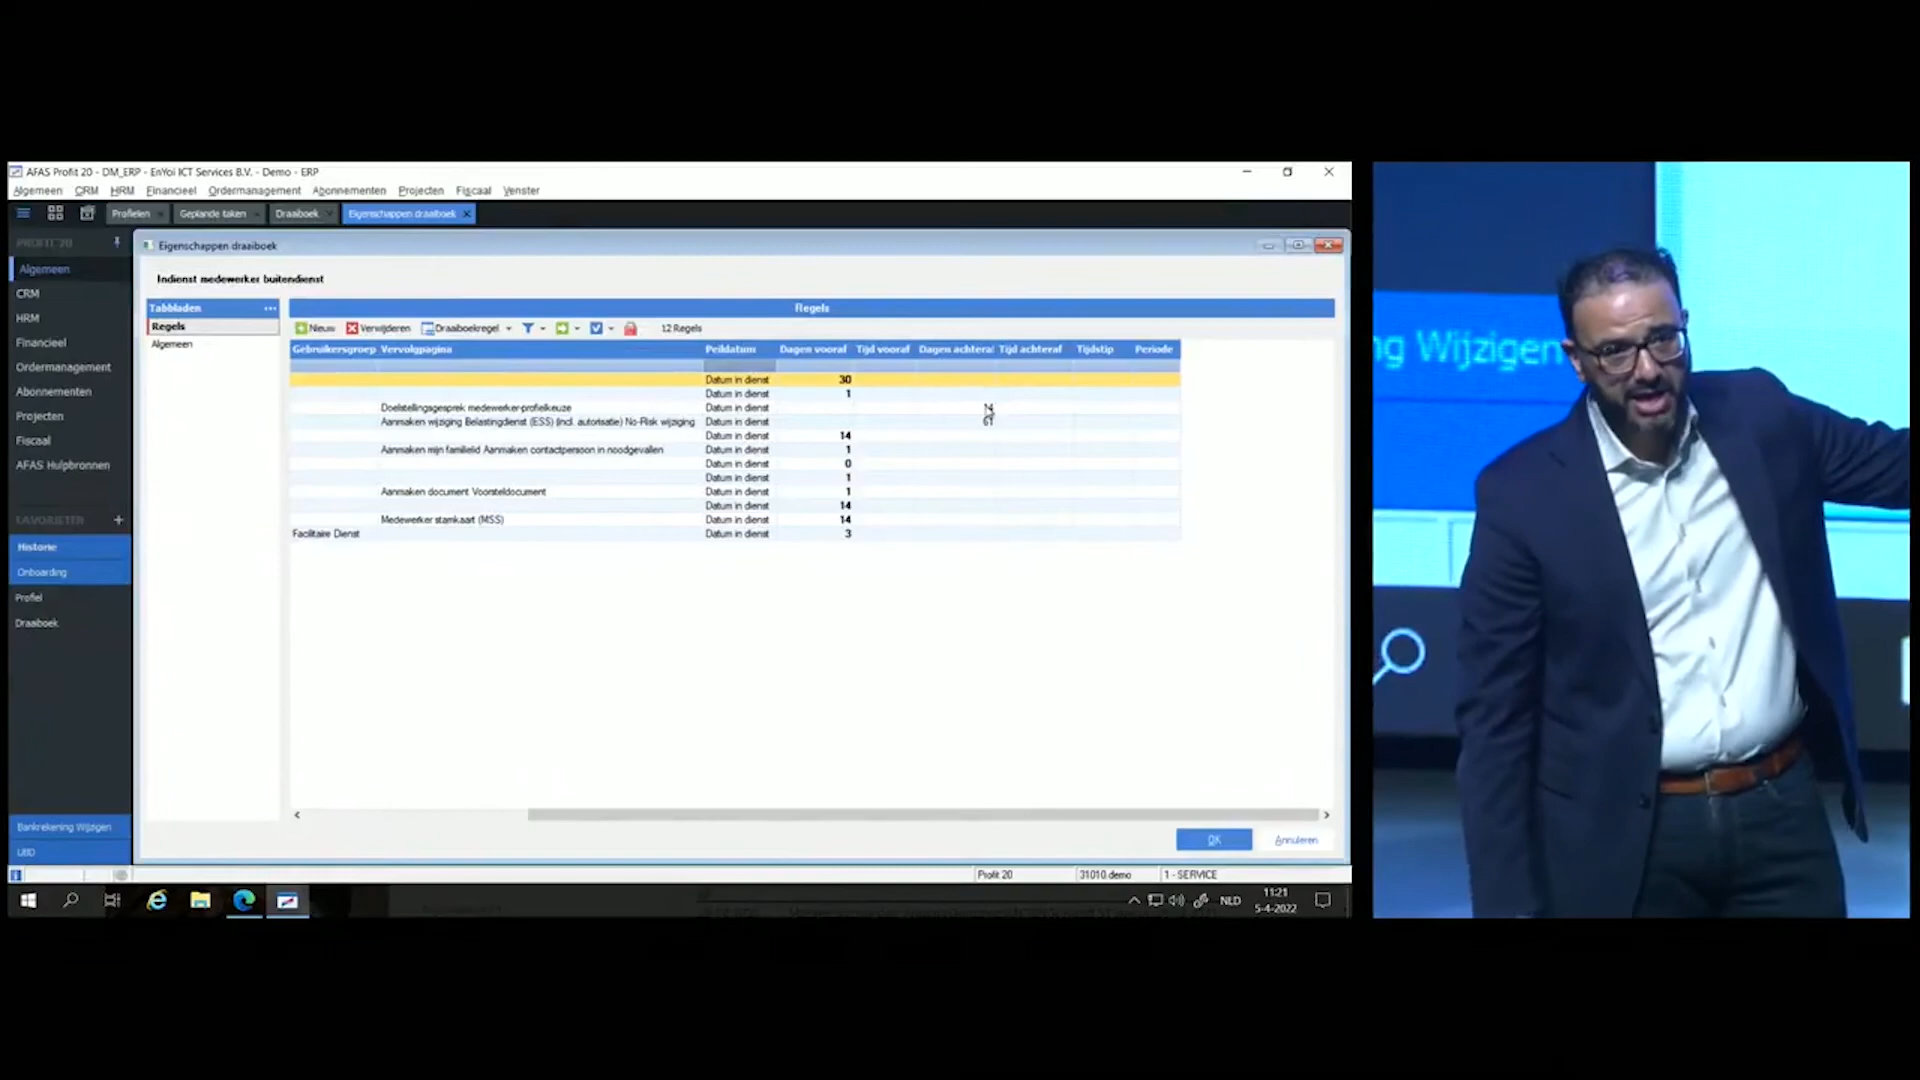 AFAS Profit 20 - DM_ERP - EnYoi ICT Services B.V. - Demo - ERP
Algemeen CRM HRM Financieel Ordermanagement Abonnementen Projecten Fiscaal Venster
Profielen Geplande taken Draaiboek Eigenschappen draaiboek
PROFIT 20
Algemeen
CRM
HRM
Financieel
Ordermanagement
Abonnementen
Projecten
Fiscaal
AFAS Hulpbronnen
FAVORIETEN
Historie
Onboarding
Profiel
Draaiboek
Bankrekening Wijzigen
UBD
Eigenschappen draaiboek
Indienst medewerker buitendienst
Tabbladen
Regels
Algemeen
Regels
Nieuw Verwijderen Draaiboekregel 12 Regels
Gebruikersgroep Vervolgpagina Peildatum Dagen vooraf Tijd vooraf Dagen achteraf Tijd achteraf Tijdstip Periode
Datum in dienst 30
Datum in dienst 1
Doelstellingsgesprek medewerker-profielkeuze Datum in dienst
Aanmaken wijziging Belastingdienst (ESS) (incl. autorisatie) No-Risk wijziging Datum in dienst 61
Datum in dienst 14
Aanmaken mijn familielid Aanmaken contactpersoon in noodgevallen Datum in dienst 1
Datum in dienst 0
Datum in dienst 1
Aanmaken document Voorsteldocument Datum in dienst 1
Datum in dienst 14
Medewerker stamkaart (MSS) Datum in dienst 14
Facilitaire Dienst Datum in dienst 3
OK Annuleren
Profit 20 31010.demo 1 - SERVICE
NLD
11:21
5-4-2022
ng Wijzigen